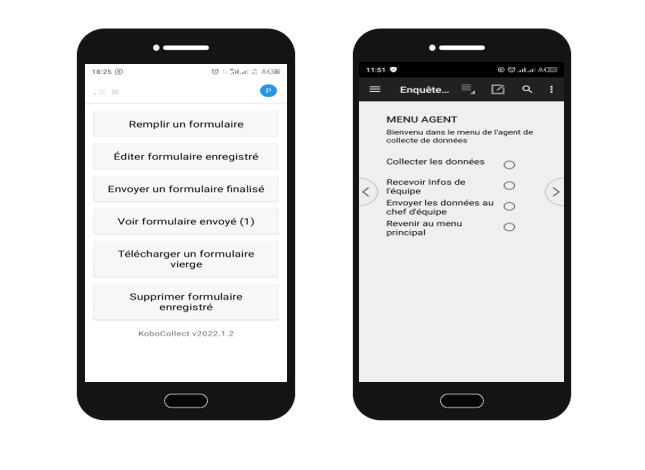 18:25
P
Remplir un formulaire
Éditer formulaire enregistré
Envoyer un formulaire finalisé
Voir formulaire envoyé (1)
Télécharger un formulaire
vierge
Supprimer formulaire
enregistré
KoboCollect v2022.1.2
11:51
Enquête...
MENU AGENT
Bienvenu dans le menu de l'agent de
collecte de données
Collecter les données
Recevoir Infos de
l'équipe
Envoyer les données au
chef d'équipe
Revenir au menu
principal